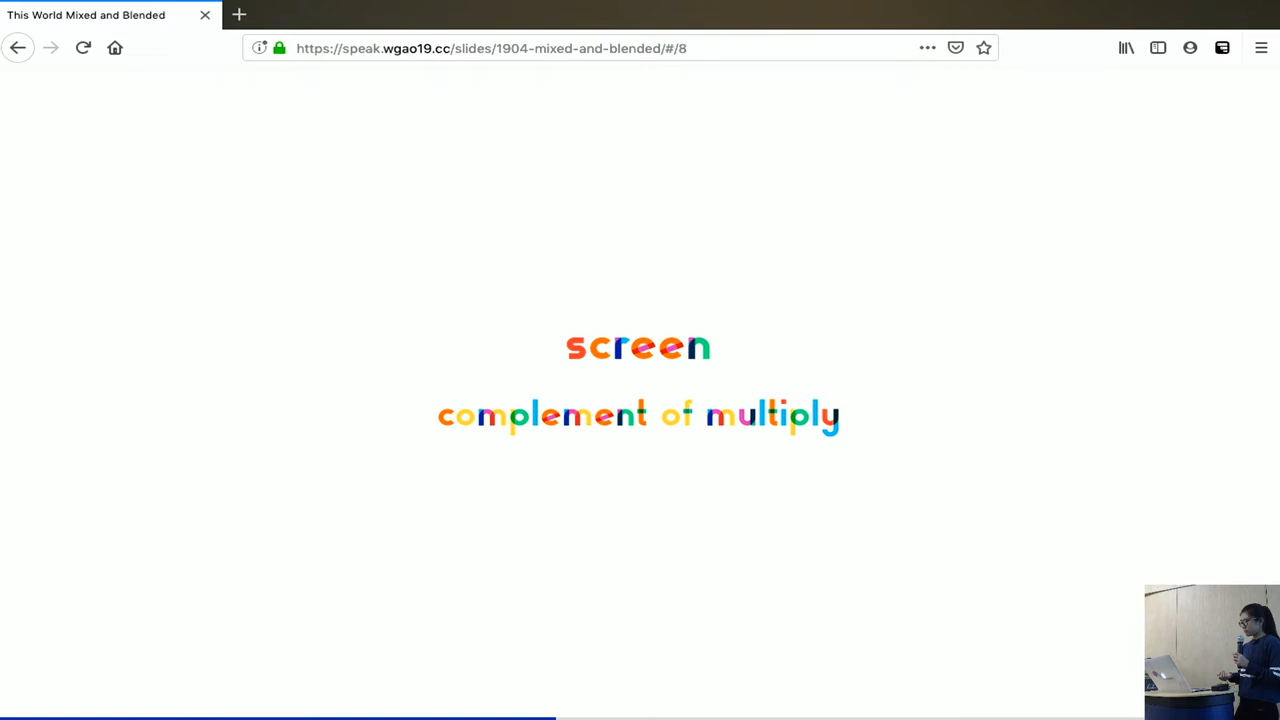 This World Mixed and Blended
https://speak.wgao19.cc/slides/1904-mixed-and-blended/#/8
screen
complement of multiply